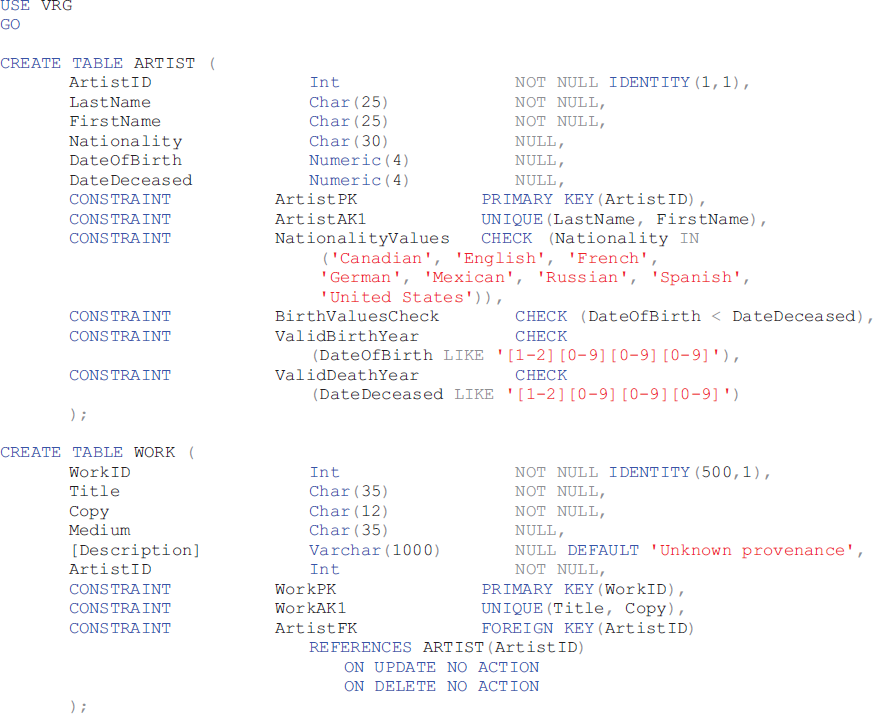 USE VRG
GO
CREATE TABLE ARTIST (
ArtistID Int NOT NULL IDENTITY(1,1),
LastName Char(25) NOT NULL,
FirstName Char(25) NOT NULL,
Nationality Char(30) NULL,
DateOfBirth Numeric(4) NULL,
DateDeceased Numeric(4) NULL,
CONSTRAINT ArtistPK PRIMARY KEY(ArtistID),
CONSTRAINT ArtistAK1 UNIQUE(LastName, FirstName),
CONSTRAINT NationalityValues CHECK (Nationality IN
('Canadian', 'English', 'French',
'German', 'Mexican', 'Russian', 'Spanish',
'United States')),
CONSTRAINT BirthValuesCheck CHECK (DateOfBirth < DateDeceased),
CONSTRAINT ValidBirthYear CHECK
(DateOfBirth LIKE '[1-2][0-9][0-9][0-9]'),
CONSTRAINT ValidDeathYear CHECK
(DateDeceased LIKE '[1-2][0-9][0-9][0-9]')
);
CREATE TABLE WORK (
WorkID Int NOT NULL IDENTITY(500,1),
Title Char(35) NOT NULL,
Copy Char(12) NOT NULL,
Medium Char(35) NULL,
[Description] Varchar(1000) NULL DEFAULT 'Unknown provenance',
ArtistID Int NOT NULL,
CONSTRAINT WorkPK PRIMARY KEY(WorkID),
CONSTRAINT WorkAK1 UNIQUE(Title, Copy),
CONSTRAINT ArtistFK FOREIGN KEY(ArtistID)
REFERENCES ARTIST(ArtistID)
ON UPDATE NO ACTION
ON DELETE NO ACTION
);